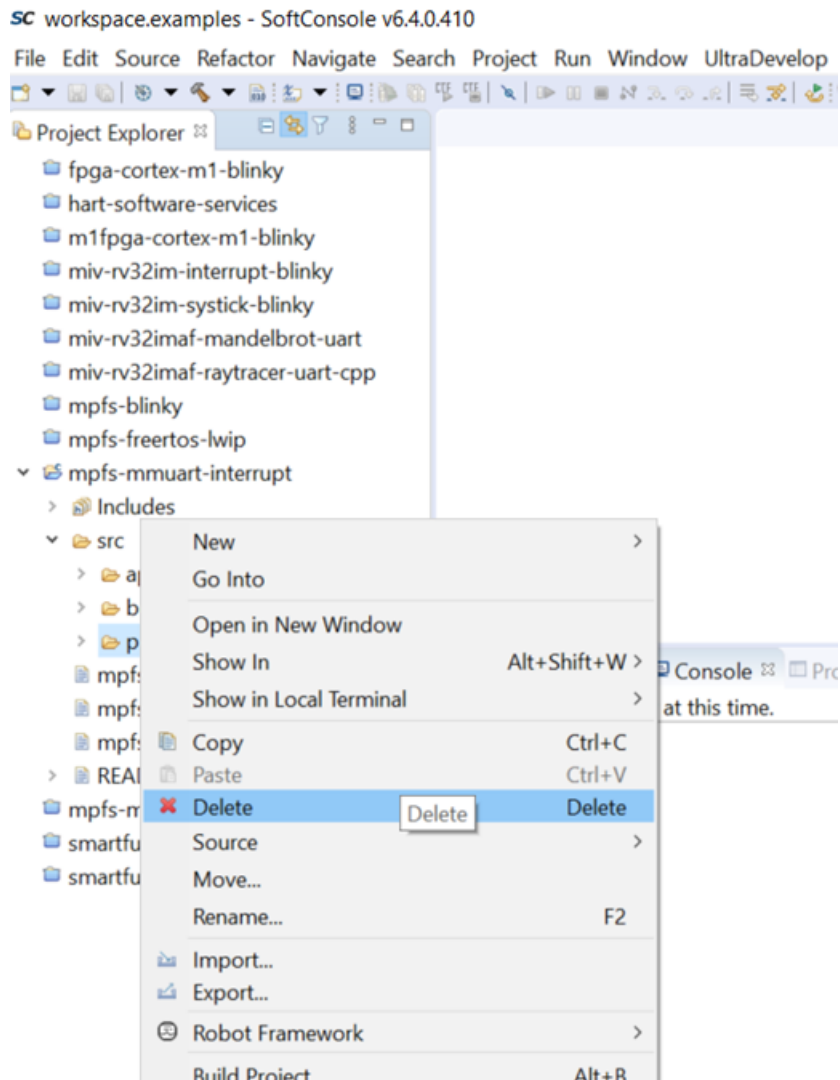 SC workspace.examples - SoftConsole v6.4.0.410
File Edit Source Refactor Navigate Search Project Run Window UltraDevelop
Project Explorer
fpga-cortex-m1-blinky
hart-software-services
m1fpga-cortex-m1-blinky
miv-rv32im-interrupt-blinky
miv-rv32im-systick-blinky
miv-rv32imaf-mandelbrot-uart
miv-rv32imaf-raytracer-uart-cpp
mpfs-blinky
mpfs-freertos-lwip
mpfs-mmuart-interrupt
Includes
src
New
Go Into
Open in New Window
Show In Alt+Shift+W
Console
Show in Local Terminal
at this time.
Copy Ctrl+C
Paste Ctrl+V
Delete Delete
Delete
Source
Move...
Rename... F2
Import...
Export...
Robot Framework
Build Project Alt+B